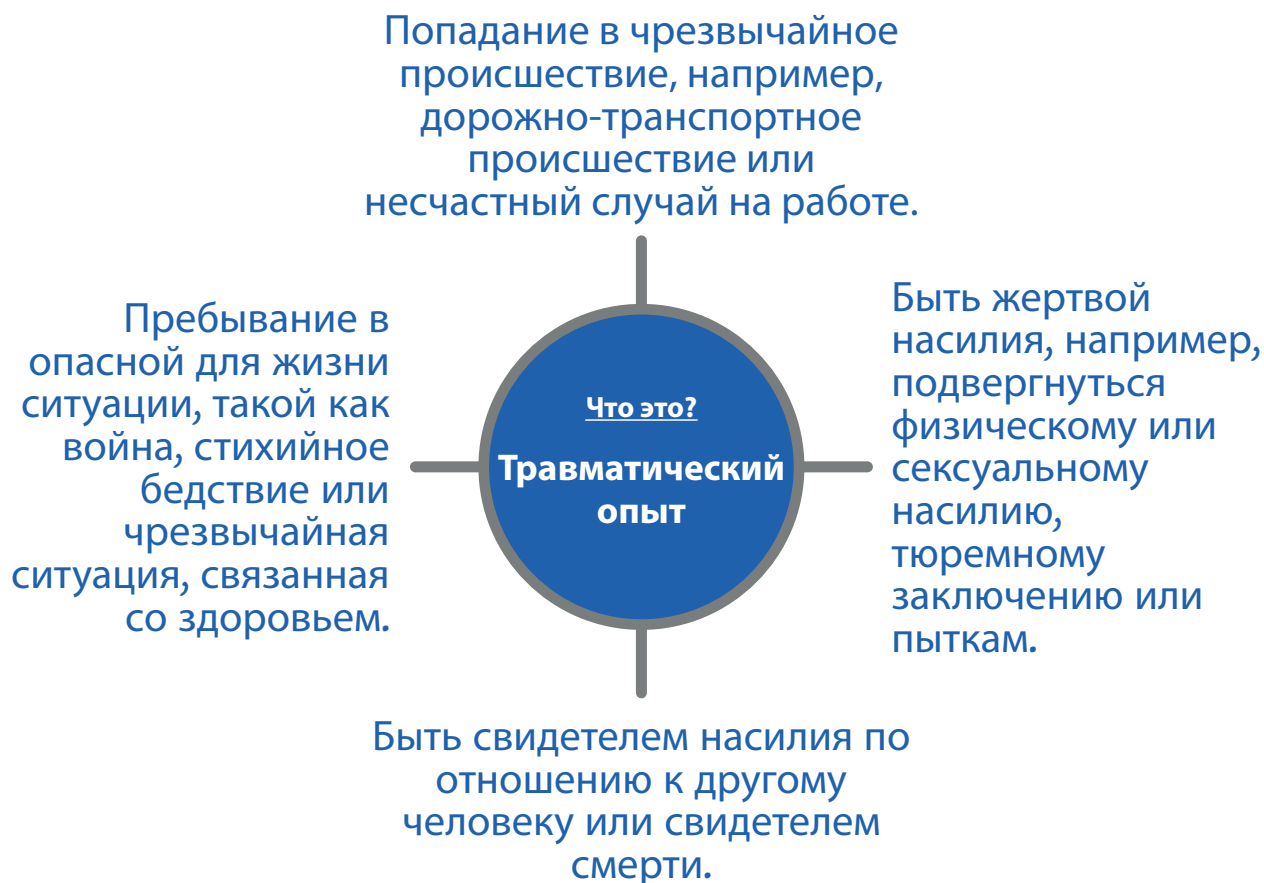 Попадание в чрезвычайное
происшествие, например,
дорожно-транспортное
происшествие или
несчастный случай на работе.
Пребывание в
опасной для жизни
ситуации, такой как
война, стихийное
бедствие или
чрезвычайная
ситуация, связанная
со здоровьем.
Что это?
Травматический
опыт
Быть жертвой
насилия, например,
подвергнуться
физическому или
сексуальному
насилию,
тюремному
заключению или
пыткам.
Быть свидетелем насилия по
отношению к другому
человеку или свидетелем
смерти.